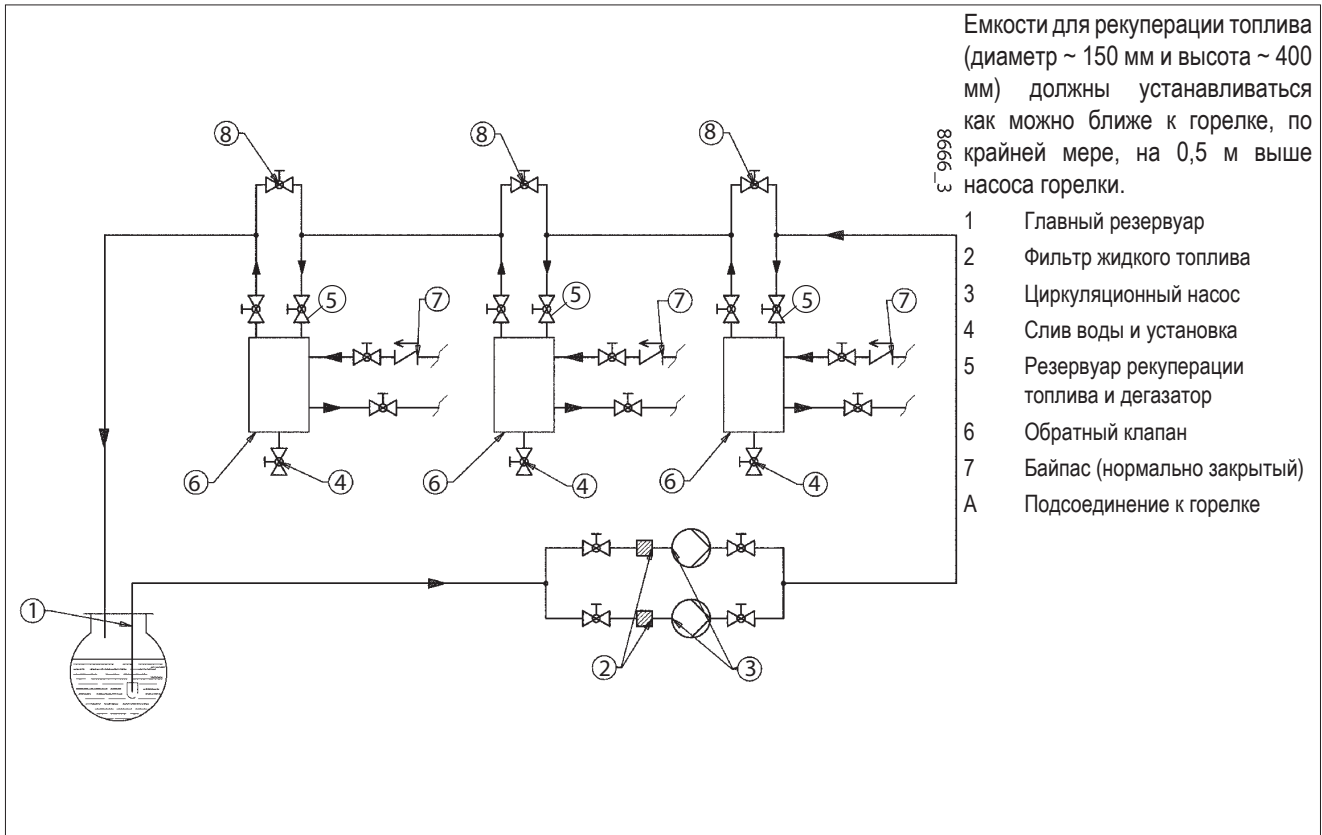 Емкости для рекуперации топлива
(диаметр ~ 150 мм и высота ~ 400
мм) должны устанавливаться
как можно ближе к горелке, по
крайней мере, на 0,5 м выше
насоса горелки.
1 Главный резервуар
2 Фильтр жидкого топлива
3 Циркуляционный насос
4 Слив воды и установка
5 Резервуар рекуперации
топлива и дегазатор
6 Обратный клапан
7 Байпас (нормально закрытый)
A Подсоединение к горелке
8666_3
8 8 8
5 7 5 7 5 7
6 4 6 4 6 4
1
2 3